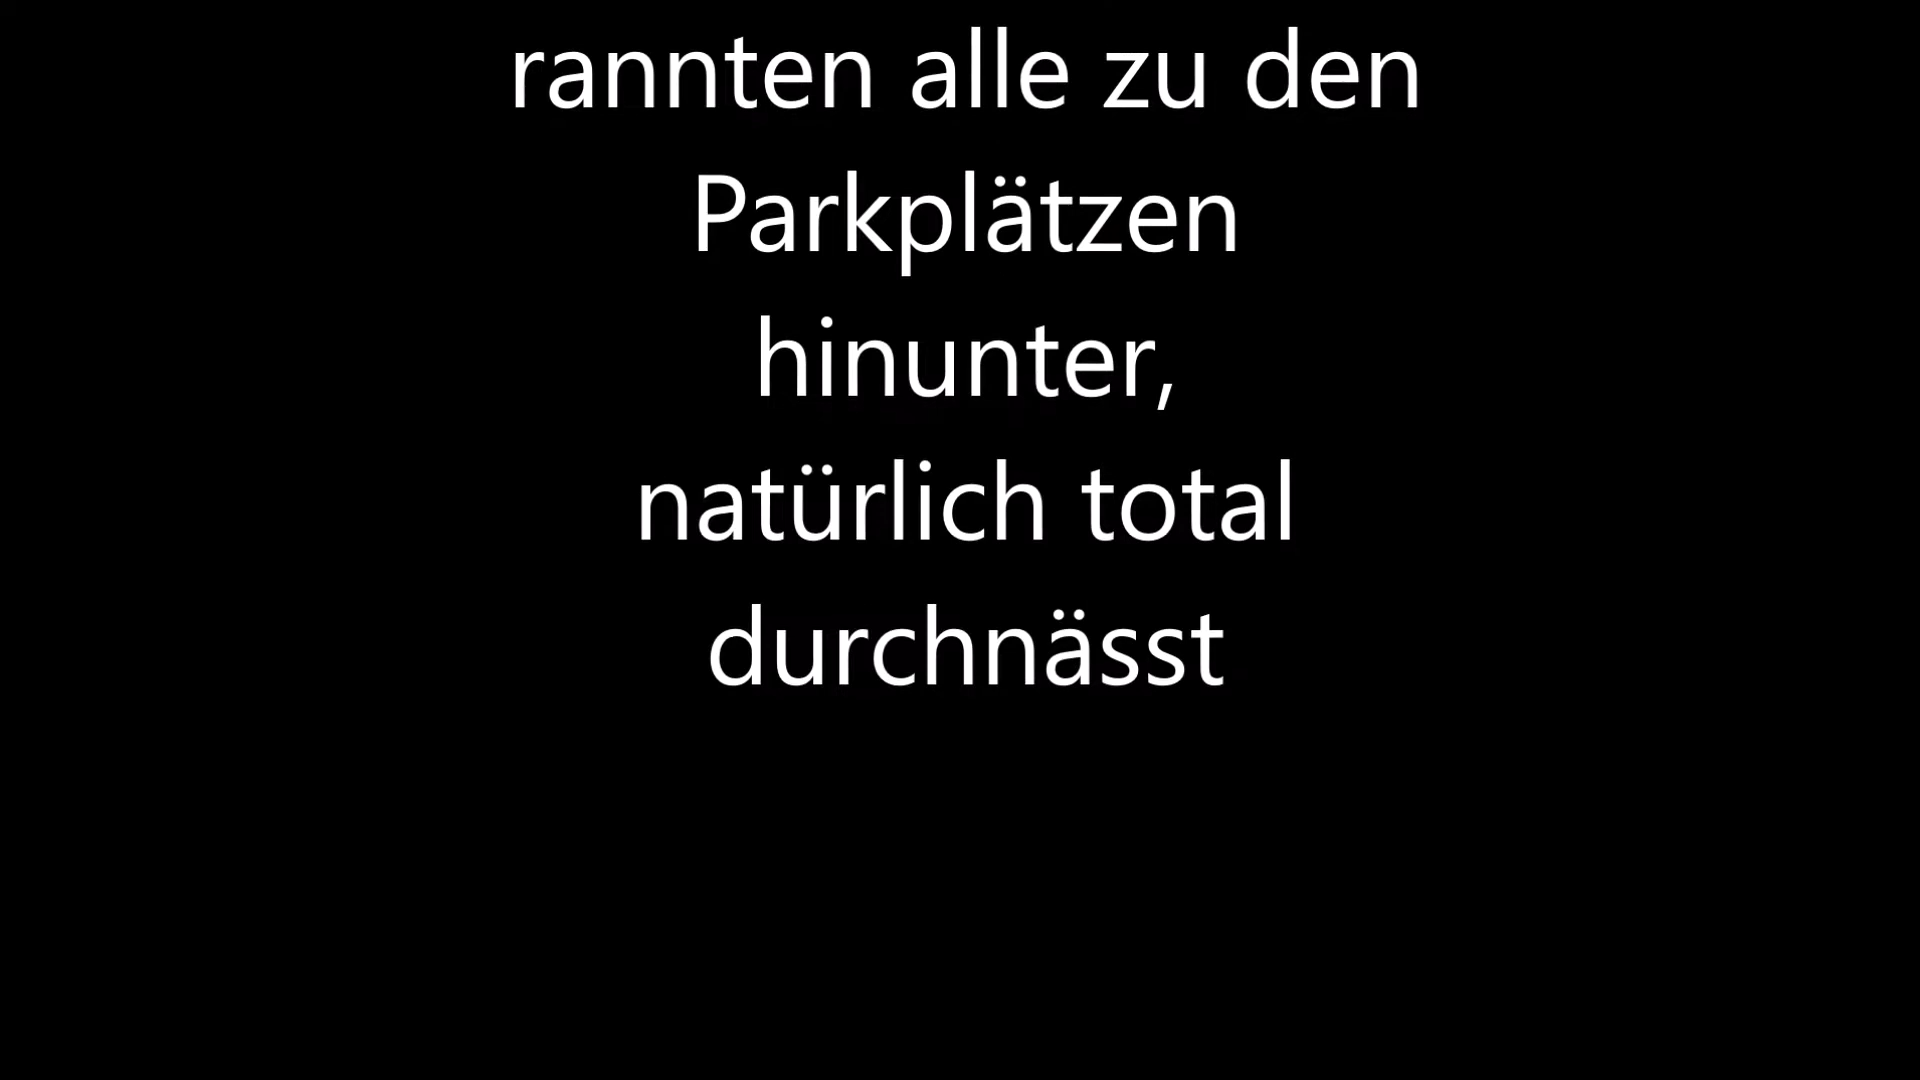 rannten alle zu den
Parkplätzen
hinunter,
natürlich total
durchnässt